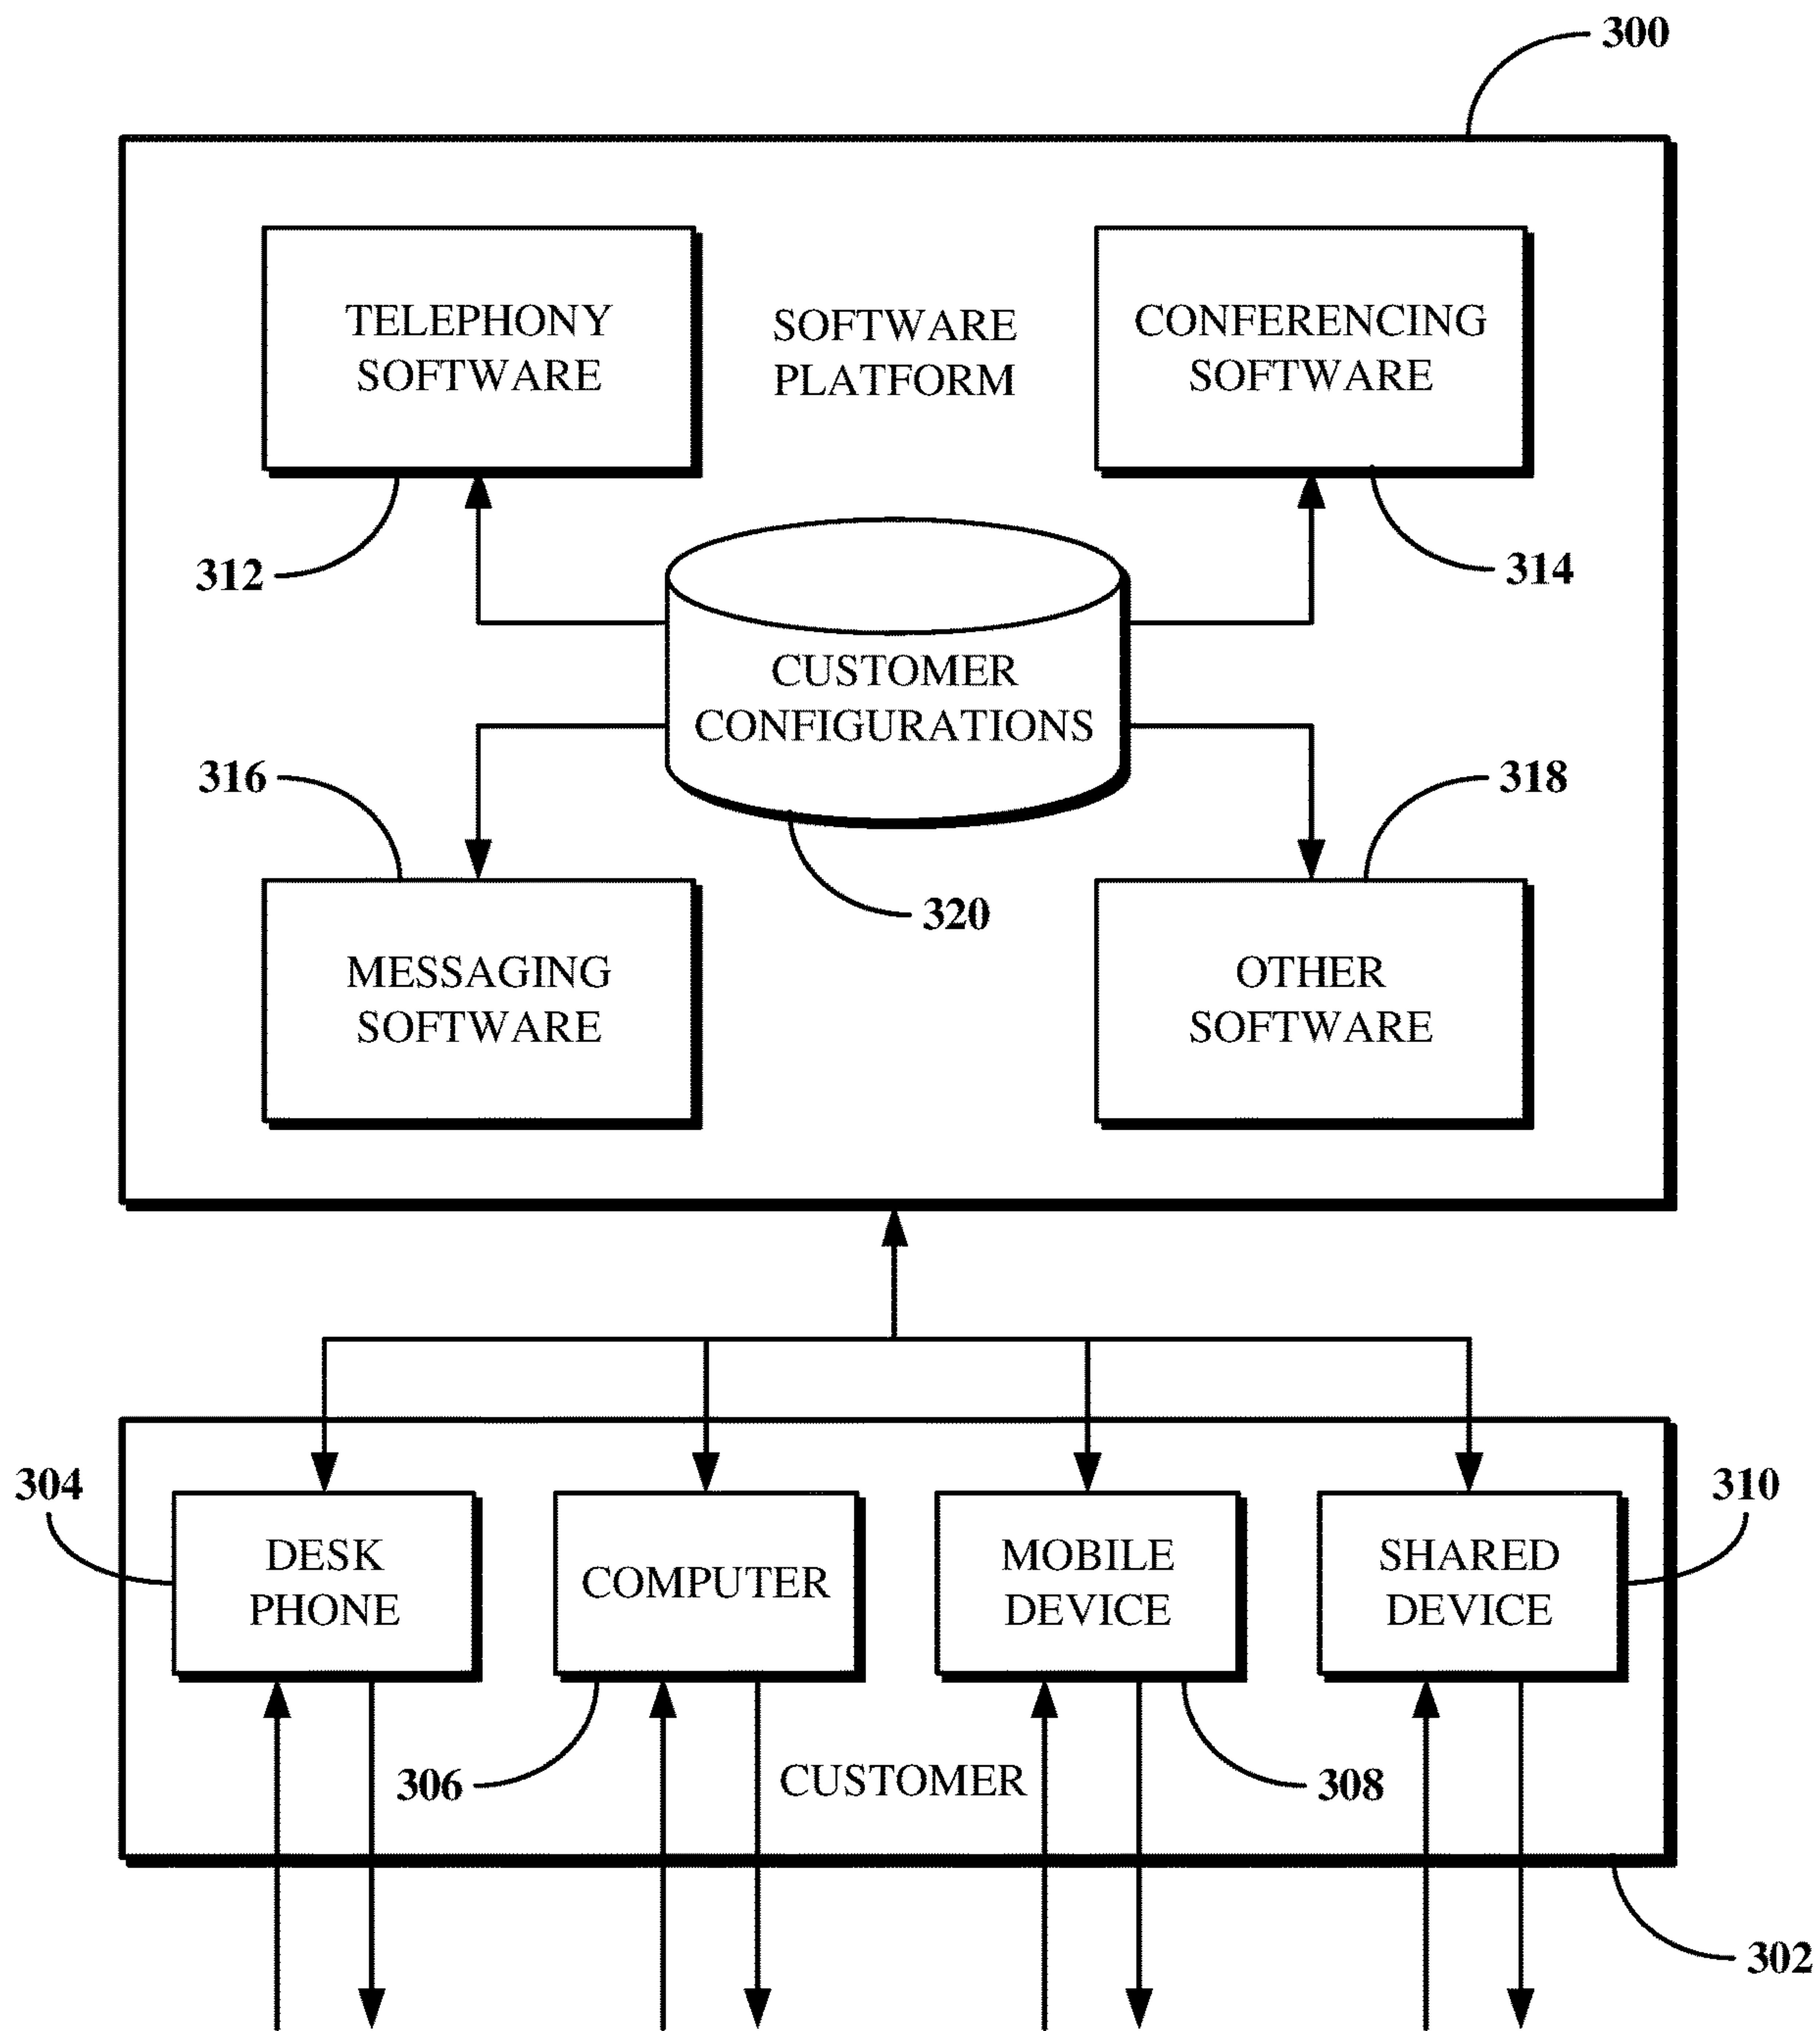 300
TELEPHONY
SOFTWARE
SOFTWARE
PLATFORM
CONFERENCING
SOFTWARE
312
314
CUSTOMER
CONFIGURATIONS
316
318
320
MESSAGING
SOFTWARE
OTHER
SOFTWARE
304
310
DESK
PHONE
COMPUTER
MOBILE
DEVICE
SHARED
DEVICE
306
CUSTOMER
308
302